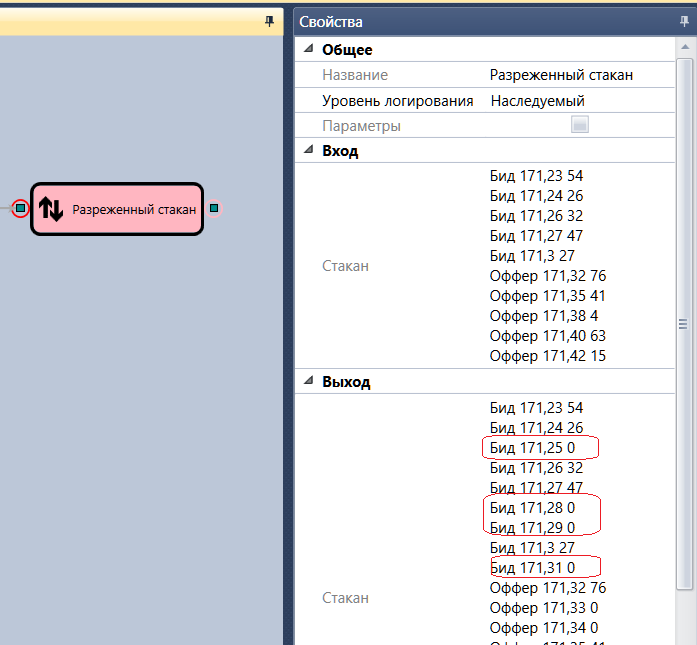 Разреженный стакан
Свойства
Общее
Название Разреженный стакан
Уровень логирования Наследуемый
Параметры
Вход
Стакан
Бид 171,23 54
Бид 171,24 26
Бид 171,26 32
Бид 171,27 47
Бид 171,3 27
Оффер 171,32 76
Оффер 171,35 41
Оффер 171,38 4
Оффер 171,40 63
Оффер 171,42 15
Выход
Стакан
Бид 171,23 54
Бид 171,24 26
Бид 171,25 0
Бид 171,26 32
Бид 171,27 47
Бид 171,28 0
Бид 171,29 0
Бид 171,3 27
Бид 171,31 0
Оффер 171,32 76
Оффер 171,33 0
Оффер 171,34 0
Оффер 171,35 41